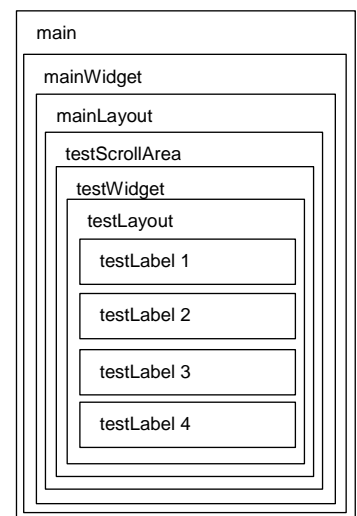 main
mainWidget
mainLayout
testScrollArea
testWidget
testLayout
testLabel 1
testLabel 2
testLabel 3
testLabel 4